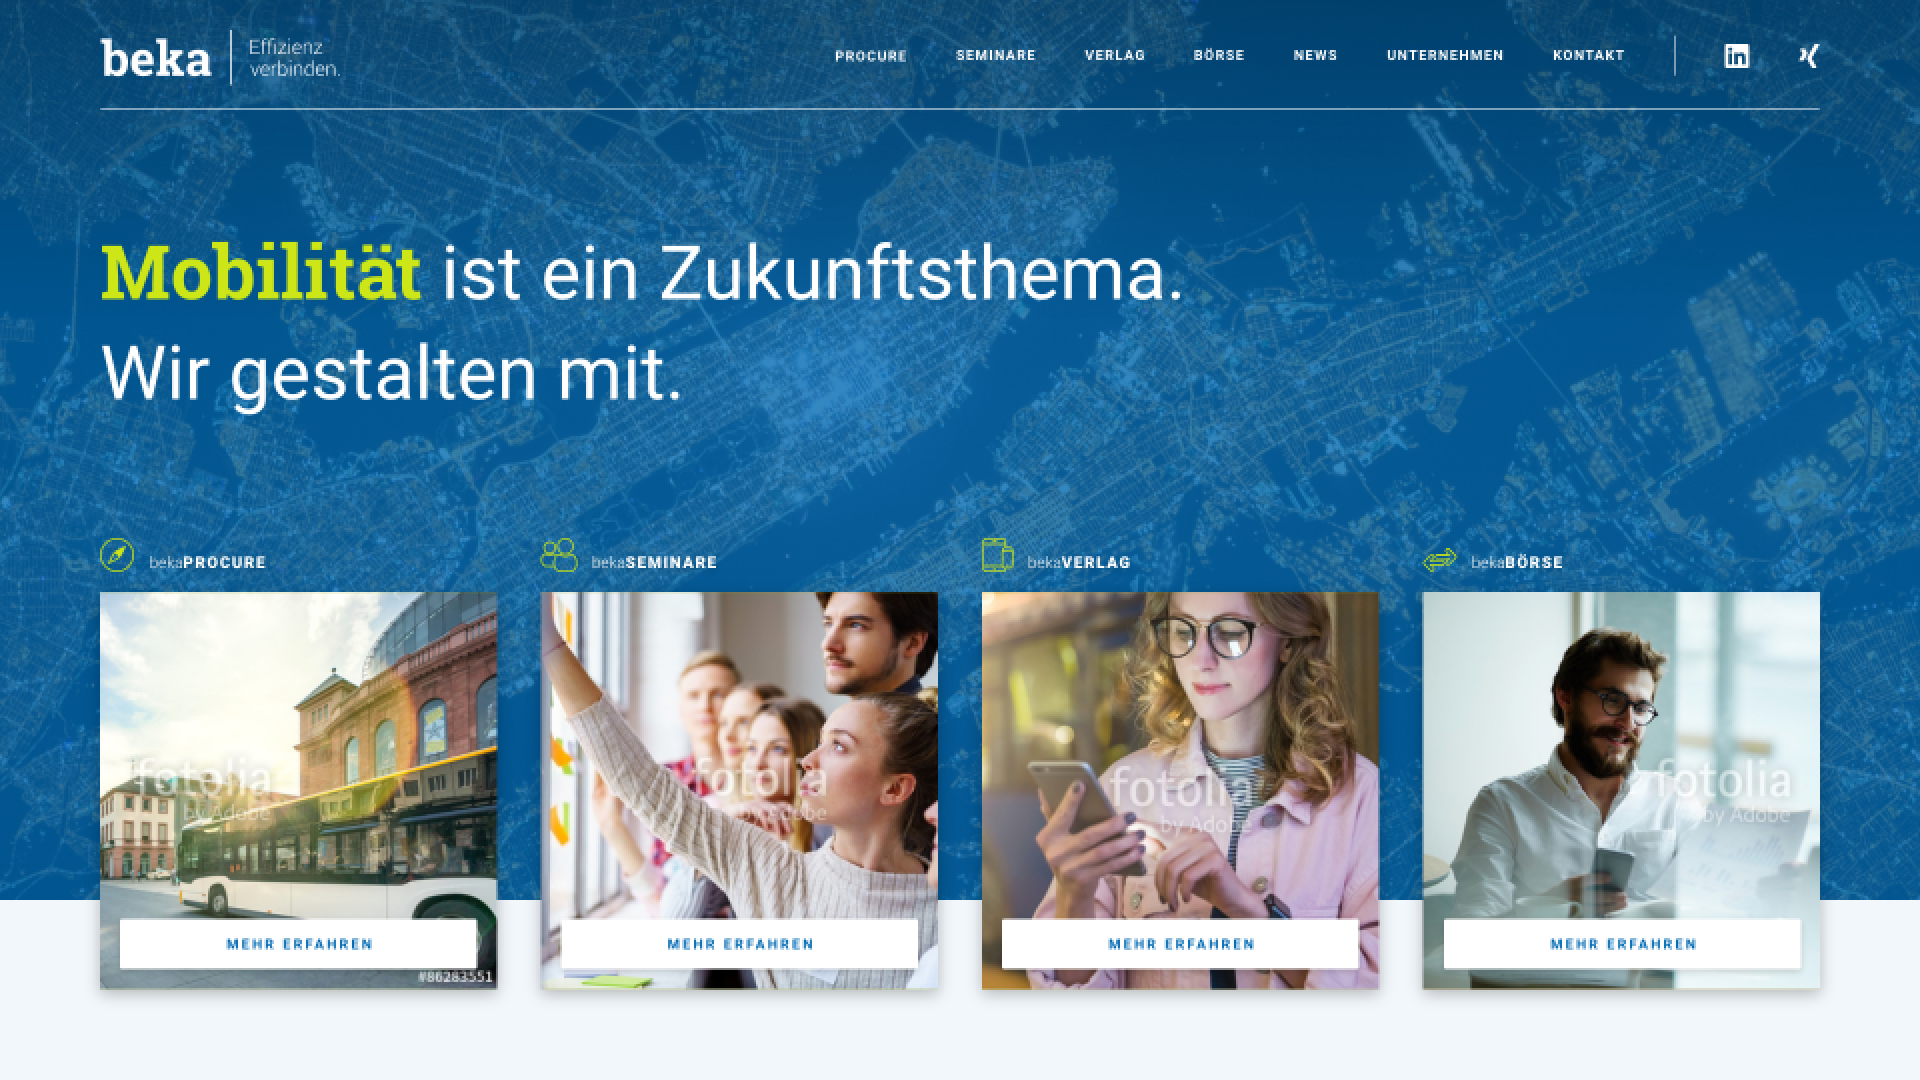 beka
Effizienz
verbinden.
PROCURE SEMINARE VERLAG BÖRSE NEWS UNTERNEHMEN KONTAKT
in
Mobilität ist ein Zukunftsthema.
Wir gestalten mit.
bekaPROCURE
bekaSEMINARE
bekaVERLAG
bekaBÖRSE
fotolia
by Adobe
fotolia
by Adobe
fotolia
by Adobe
fotolia
by Adobe
MEHR ERFAHREN
MEHR ERFAHREN
MEHR ERFAHREN
MEHR ERFAHREN
#86283551